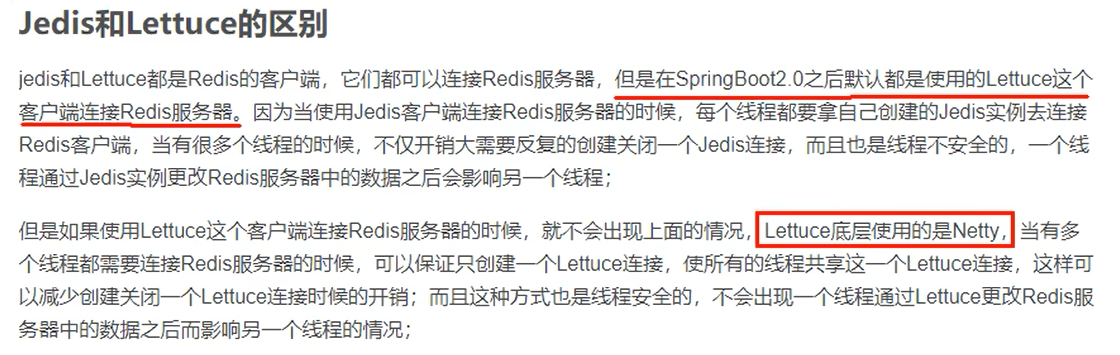 Jedis和Lettuce的区别
jedis和Lettuce都是Redis的客户端，它们都可以连接Redis服务器，但是在SpringBoot2.0之后默认都是使用的Lettuce这个
客户端连接Redis服务器。因为当使用Jedis客户端连接Redis服务器的时候，每个线程都要拿自己创建的Jedis实例去连接
Redis客户端，当有很多个线程的时候，不仅开销大需要反复的创建关闭一个Jedis连接，而且也是线程不安全的，一个线
程通过Jedis实例更改Redis服务器中的数据之后会影响另一个线程；
但是如果使用Lettuce这个客户端连接Redis服务器的时候，就不会出现上面的情况，Lettuce底层使用的是Netty，当有多
个线程都需要连接Redis服务器的时候，可以保证只创建一个Lettuce连接，使所有的线程共享这一个Lettuce连接，这样可
以减少创建关闭一个Lettuce连接时候的开销；而且这种方式也是线程安全的，不会出现一个线程通过Lettuce更改Redis服
务器中的数据之后而影响另一个线程的情况；